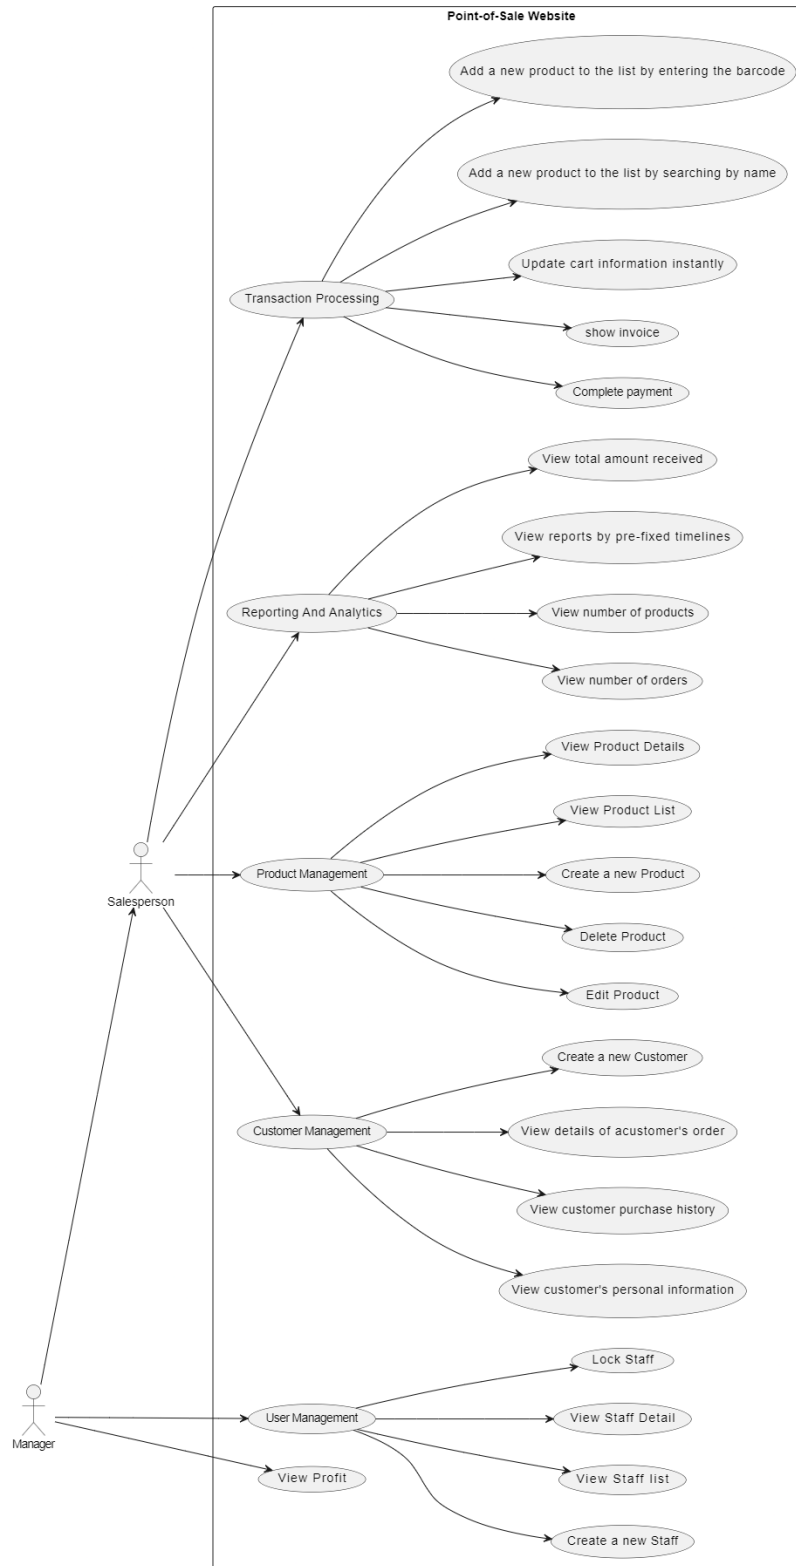 Point-of-Sale Website
Add a new product to the list by entering the barcode
Add a new product to the list by searching by name
Update cart information instantly
Transaction Processing
show invoice
Complete payment
View total amount received
View reports by pre-fixed timelines
Reporting And Analytics
View number of products
View number of orders
View Product Details
View Product List
Product Management
Create a new Product
Salesperson
Delete Product
Edit Product
Create a new Customer
Customer Management
View details of acustomer's order
View customer purchase history
View customer's personal information
Lock Staff
User Management
View Staff Detail
Manager
View Profit
View Staff list
Create a new Staff